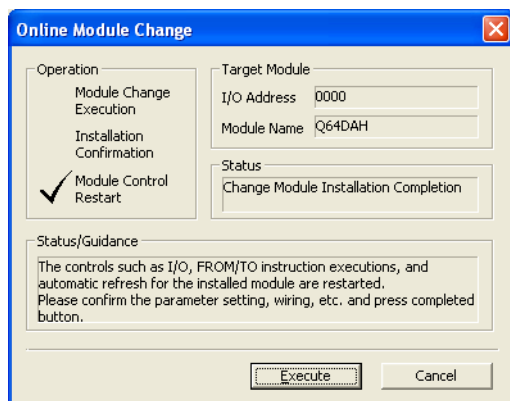 Online Module Change
Operation
Module Change
Execution
Installation
Confirmation
Module Control
Restart
Target Module
I/O Address 0000
Module Name Q64DAH
Status
Change Module Installation Completion
Status/Guidance
The controls such as I/O, FROM/TO instruction executions, and
automatic refresh for the installed module are restarted.
Please confirm the parameter setting, wiring, etc. and press completed
button.
Execute Cancel